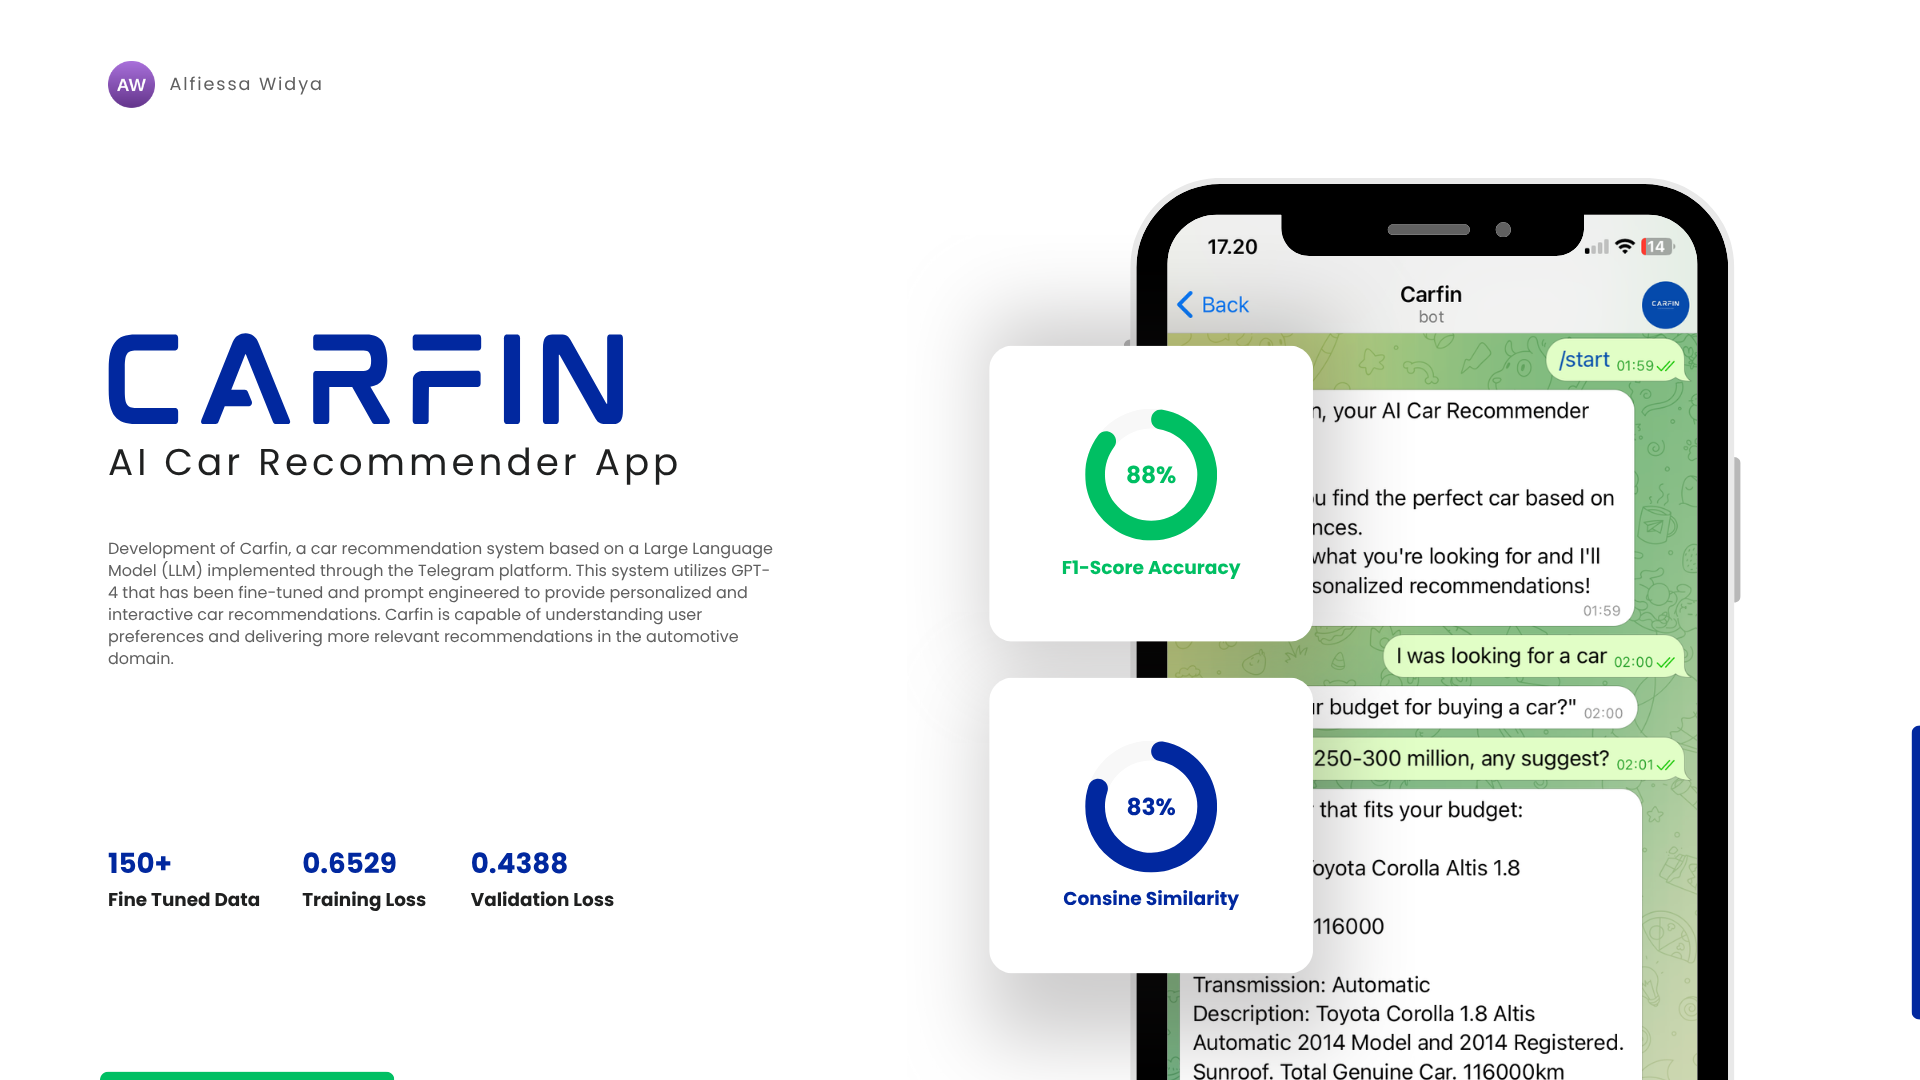 AW
Alfiessa Widya
CARFIN
AI Car Recommender App
Development of Carfin, a car recommendation system based on a Large Language
Model (LLM) implemented through the Telegram platform. This system utilizes GPT-
4 that has been fine-tuned and prompt engineered to provide personalized and
interactive car recommendations. Carfin is capable of understanding user
preferences and delivering more relevant recommendations in the automotive
domain.
150+
Fine Tuned Data
0.6529
Training Loss
0.4388
Validation Loss
88%
F1-Score Accuracy
83%
Consine Similarity
17.20
14
Back
Carfin
bot
CARFIN
/start 01:59
, your AI Car Recommender
find the perfect car based on
what you're looking for and I'll
recommendations!
01:59
I was looking for a car 02:00
budget for buying a car?" 02:00
250-300 million, any suggest? 02:01
that fits your budget:
Corolla Altis 1.8
116000
Transmission: Automatic
Description: Toyota Corolla 1.8 Altis
Automatic 2014 Model and 2014 Registered.
Sunroof. Total Genuine Car. 116000km